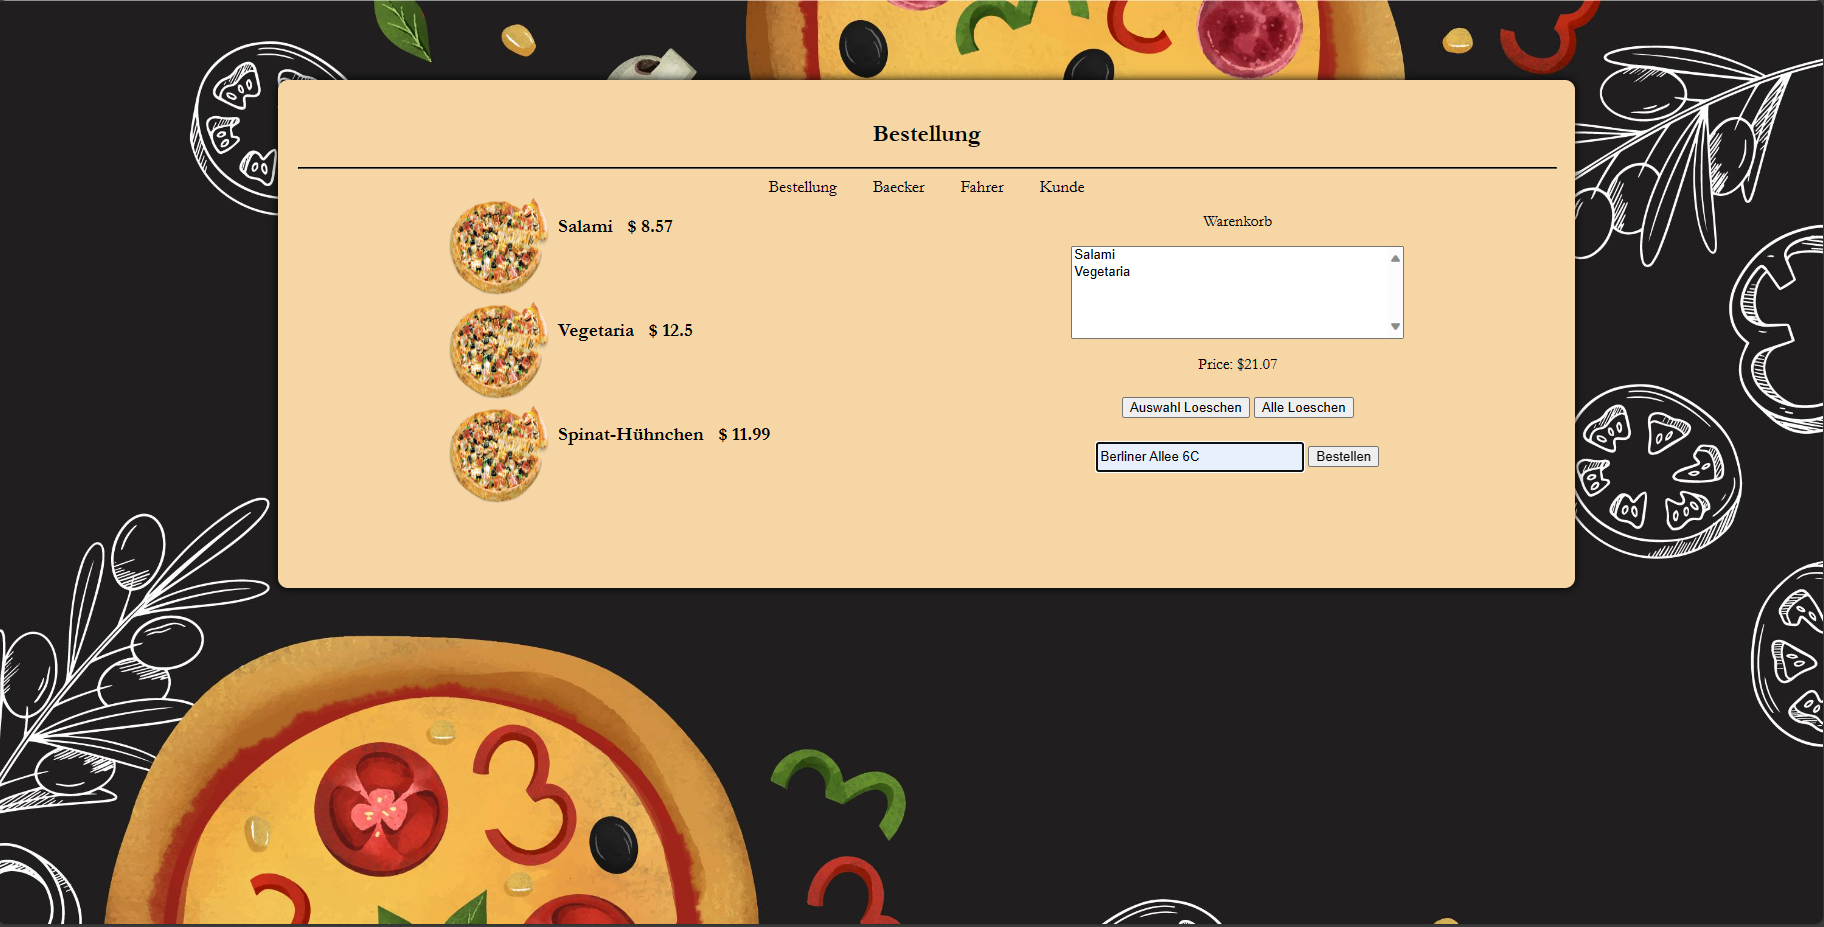 Bestellung
Bestellung Baecker Fahrer Kunde
Salami $ 8.57
Vegetaria $ 12.5
Spinat-Hühnchen $ 11.99
Warenkorb
Salami
Vegetaria
Price: $21.07
Auswahl Loeschen Alle Loeschen
Berliner Allee 6C Bestellen